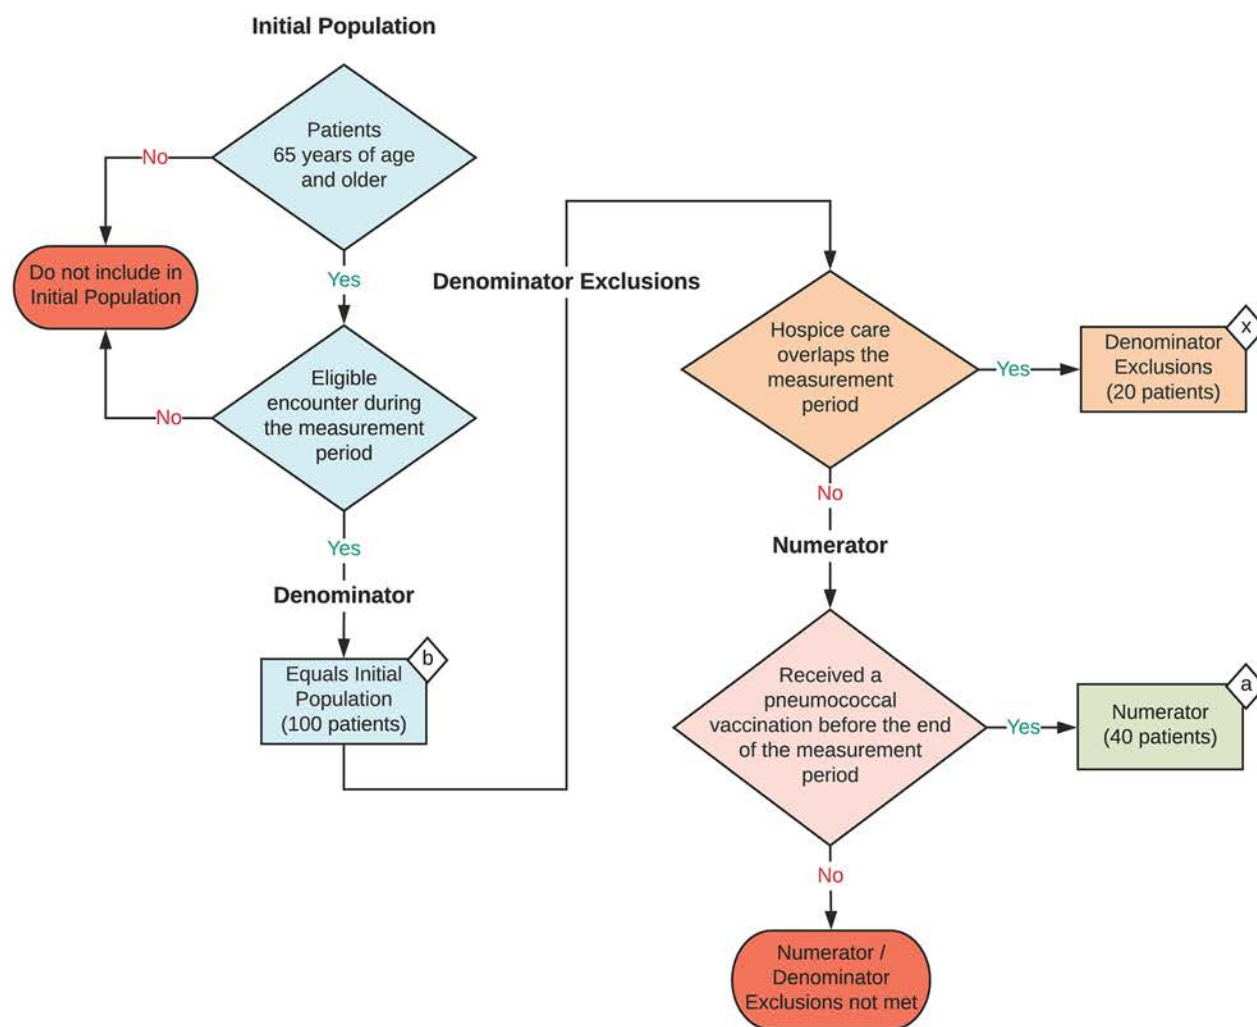 Initial Population
Patients
65 years of age
and older
No
Do not include in
Initial Population
Yes
Eligible
encounter during
the measurement
period
No
Yes
Denominator
b
Equals Initial
Population
(100 patients)
Denominator Exclusions
Hospice care
overlaps the
measurement
period
Yes
x
Denominator
Exclusions
(20 patients)
No
Numerator
Received a
pneumococcal
vaccination before the end
of the measurement
period
Yes
a
Numerator
(40 patients)
No
Numerator /
Denominator
Exclusions not met